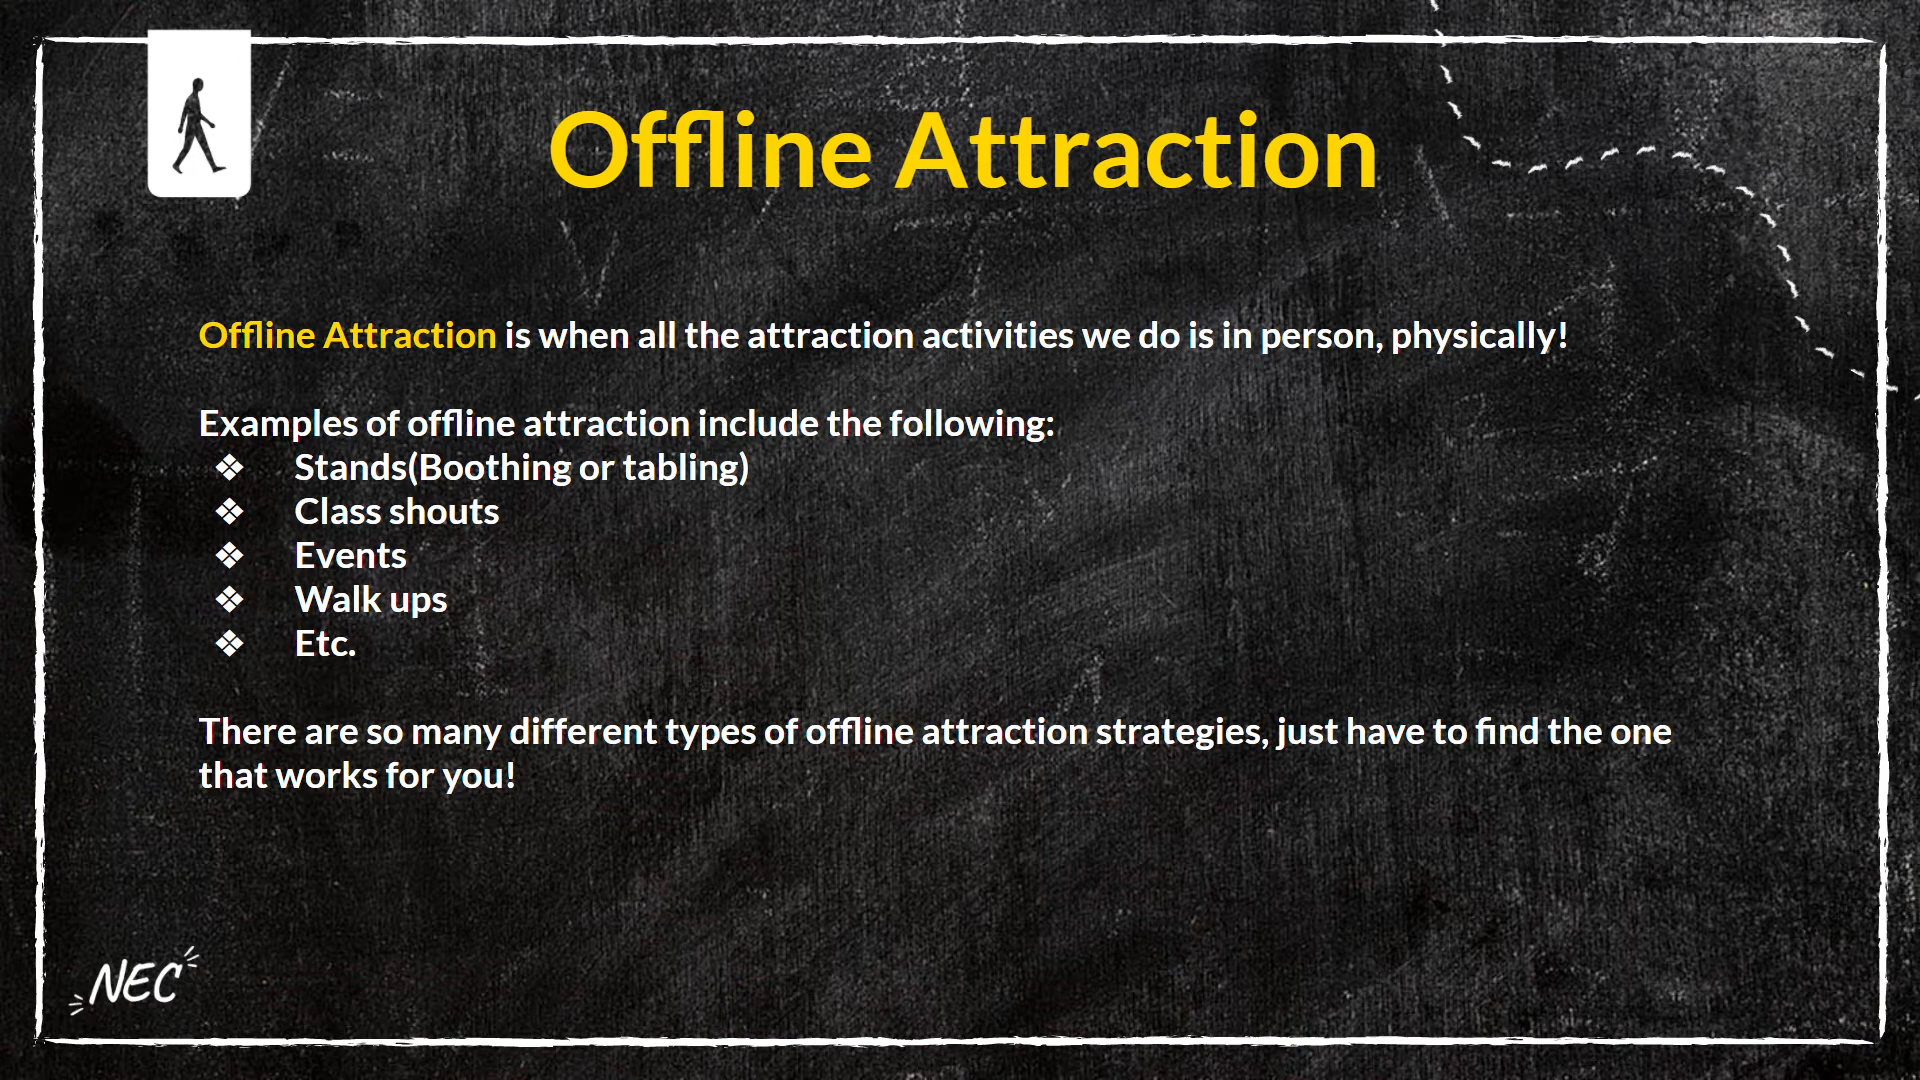 Offline Attraction
Offline Attraction is when all the attraction activities we do is in person, physically!
Examples of offline attraction include the following:
❖ Stands(Boothing or tabling)
❖ Class shouts
❖ Events
❖ Walk ups
❖ Etc.
There are so many different types of offline attraction strategies, just have to find the one
that works for you!
NEC